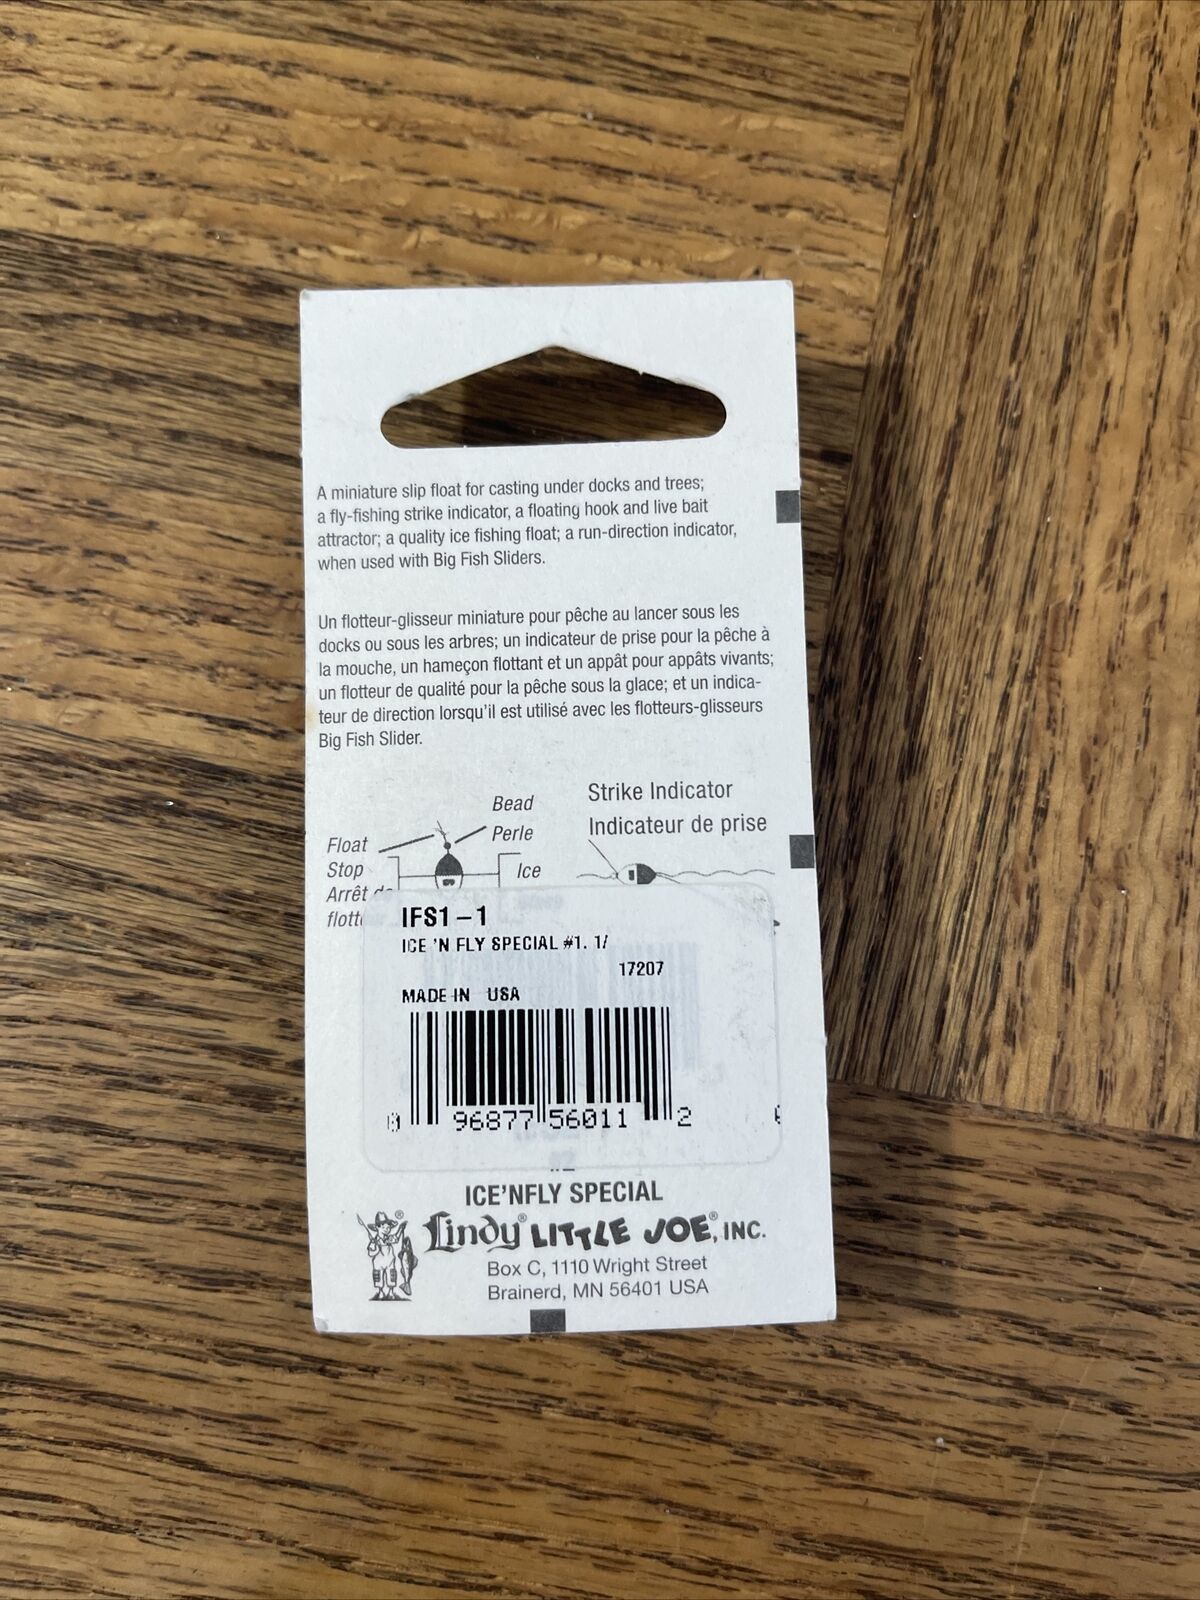 A miniature slip float for casting under docks and trees;
a fly-fishing strike indicator, a floating hook and live bait
attractor; a quality ice fishing float; a run-direction indicator,
when used with Big Fish Sliders.
Un flotteur-glisseur miniature pour pêche au lancer sous les
docks ou sous les arbres; un indicateur de prise pour la pêche à
la mouche, un hameçon flottant et un appât pour appâts vivants;
un flotteur de qualité pour la pêche sous la glace; et un indica-
teur de direction lorsqu'il est utilisé avec les flotteurs-glisseurs
Big Fish Slider.
Float
Stop
Arrêt
Bead
Perle
Ice
Strike Indicator
Indicateur de prise
IFS1-1
ICE 'N FLY SPECIAL #1. 1/
17207
MADE IN USA
0 96877 56011 2
ICE'NFLY SPECIAL
Lindy® LITTLE JOE®, INC.
Box C, 1110 Wright Street
Brainerd, MN 56401 USA